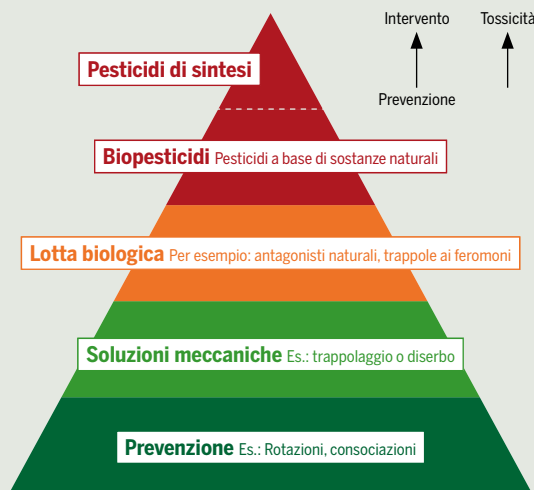 Intervento Tossicità
Prevenzione
Pesticidi di sintesi
Biopesticidi Pesticidi a base di sostanze naturali
Lotta biologica Per esempio: antagonisti naturali, trappole ai feromoni
Soluzioni meccaniche Es.: trappolaggio o diserbo
Prevenzione Es.: Rotazioni, consociazioni